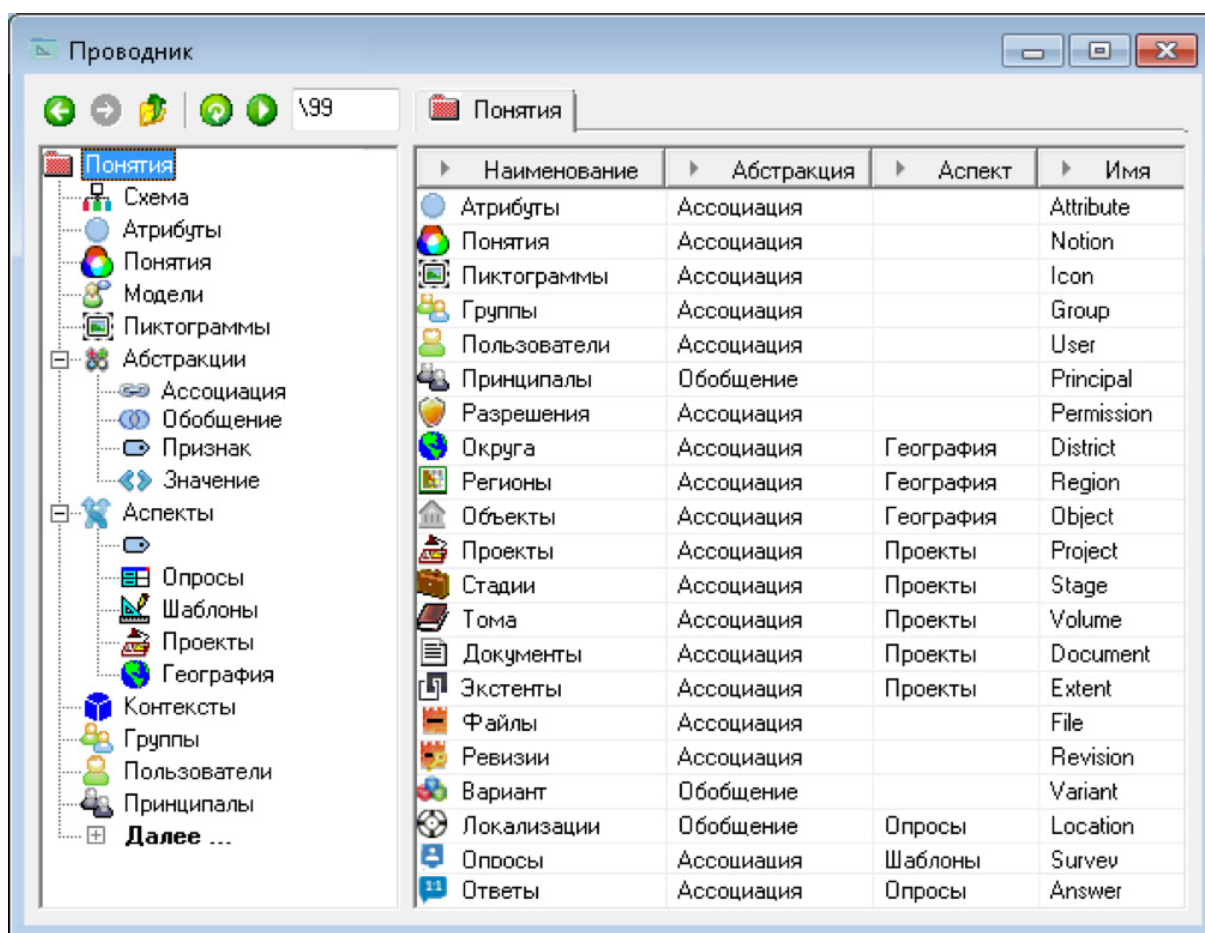 Проводник
\99
Понятия
Понятия
Схема
Атрибуты
Понятия
Модели
Пиктограммы
Абстракции
Ассоциация
Обобщение
Признак
Значение
Аспекты
Опросы
Шаблоны
Проекты
География
Контексты
Группы
Пользователи
Принципалы
Далее ...
Наименование Абстракция Аспект Имя
Атрибуты Ассоциация Attribute
Понятия Ассоциация Notion
Пиктограммы Ассоциация Icon
Группы Ассоциация Group
Пользователи Ассоциация User
Принципалы Обобщение Principal
Разрешения Ассоциация Permission
Округа Ассоциация География District
Регионы Ассоциация География Region
Объекты Ассоциация География Object
Проекты Ассоциация Проекты Project
Стадии Ассоциация Проекты Stage
Тома Ассоциация Проекты Volume
Документы Ассоциация Проекты Document
Экстенты Ассоциация Проекты Extent
Файлы Ассоциация File
Ревизии Ассоциация Revision
Вариант Обобщение Variant
Локализации Обобщение Опросы Location
Опросы Ассоциация Шаблоны Survey
1:1 Ответы Ассоциация Опросы Answer